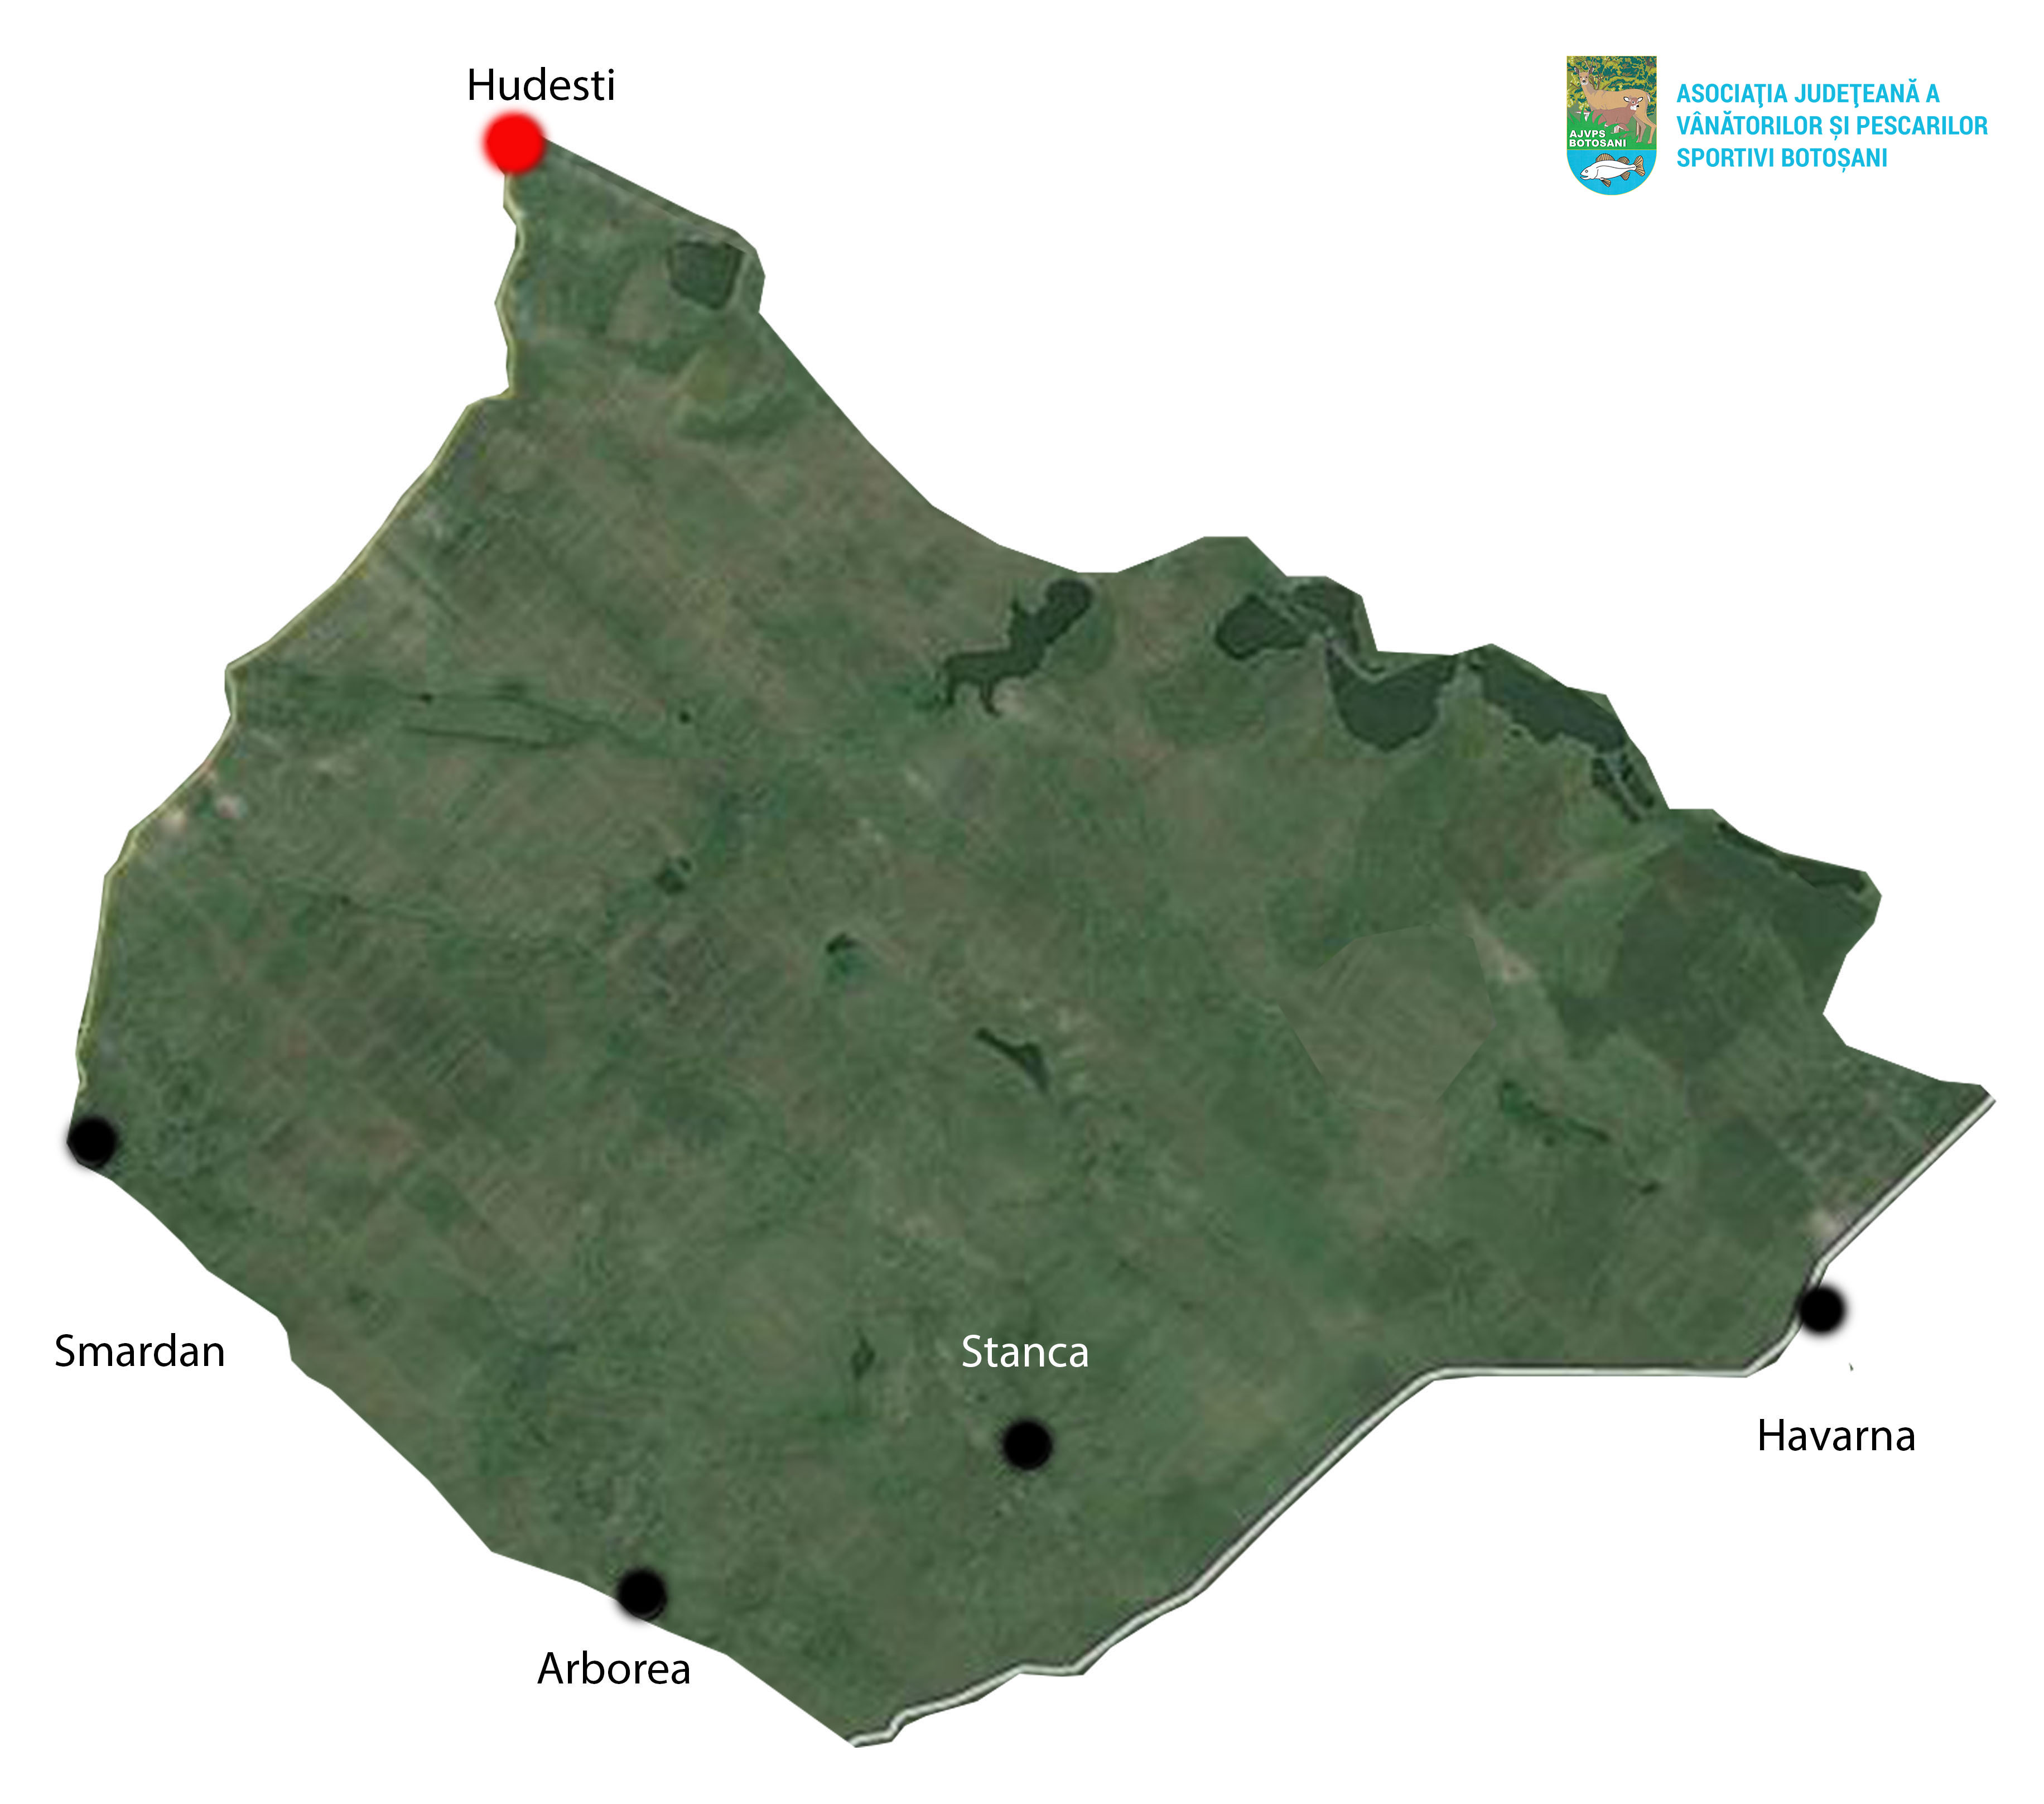 Hudesti
ASOCIAŢIA JUDEŢEANĂ A
VÂNĂTORILOR ȘI PESCARILOR
SPORTIVI BOTOȘANI
AJVPS
BOTOSANI
Smardan
Stanca
Havarna
Arborea